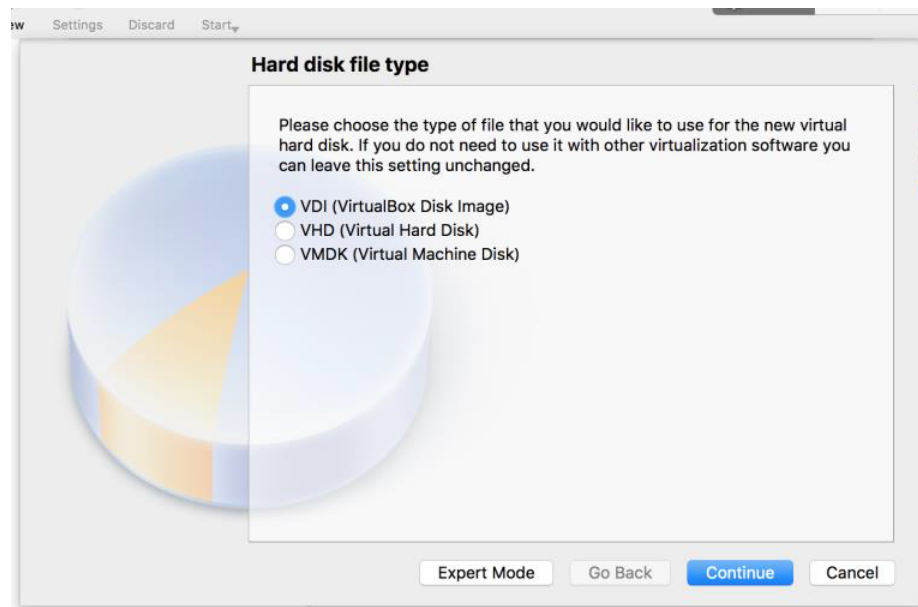 Settings Discard Start
Hard disk file type
Please choose the type of file that you would like to use for the new virtual
hard disk. If you do not need to use it with other virtualization software you
can leave this setting unchanged.
VDI (VirtualBox Disk Image)
VHD (Virtual Hard Disk)
VMDK (Virtual Machine Disk)
Expert Mode Go Back Continue Cancel